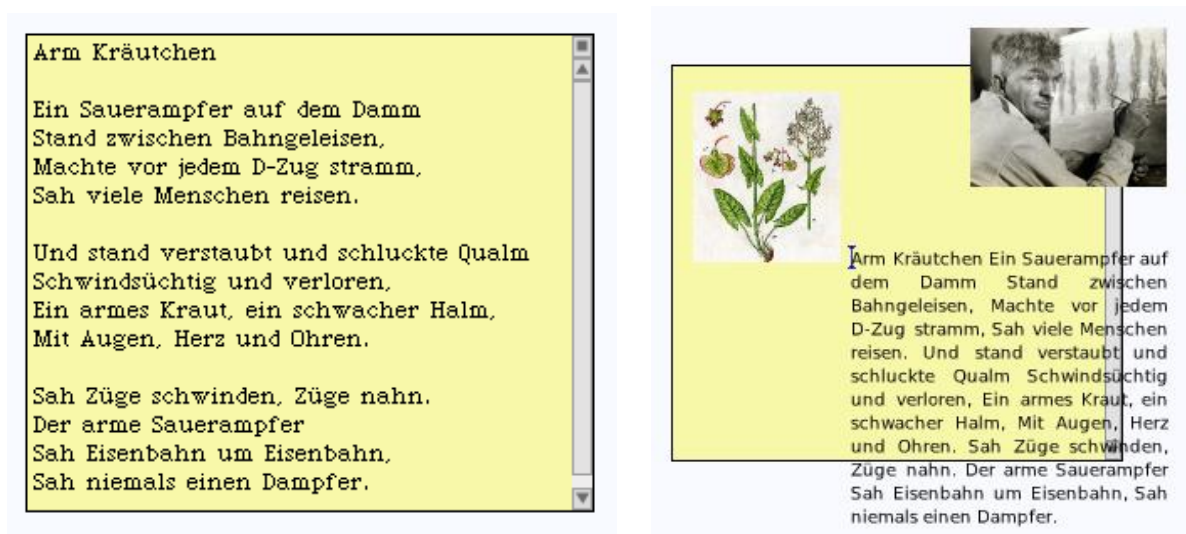 Arm Kräutchen
Ein Sauerampfer auf dem Damm
Stand zwischen Bahngeleisen,
Machte vor jedem D-Zug stramm,
Sah viele Menschen reisen.
Und stand verstaubt und schluckte Qualm
Schwindsüchtig und verloren,
Ein armes Kraut, ein schwacher Halm,
Mit Augen, Herz und Ohren.
Sah Züge schwinden, Züge nahn.
Der arme Sauerampfer
Sah Eisenbahn um Eisenbahn,
Sah niemals einen Dampfer.
Arm Kräutchen Ein Sauerampfer auf
dem Damm Stand zwischen
Bahngeleisen, Machte vor jedem
D-Zug stramm, Sah viele Menschen
reisen. Und stand verstaubt und
schluckte Qualm Schwindsüchtig
und verloren, Ein armes Kraut, ein
schwacher Halm, Mit Augen, Herz
und Ohren. Sah Züge schwinden,
Züge nahn. Der arme Sauerampfer
Sah Eisenbahn um Eisenbahn, Sah
niemals einen Dampfer.